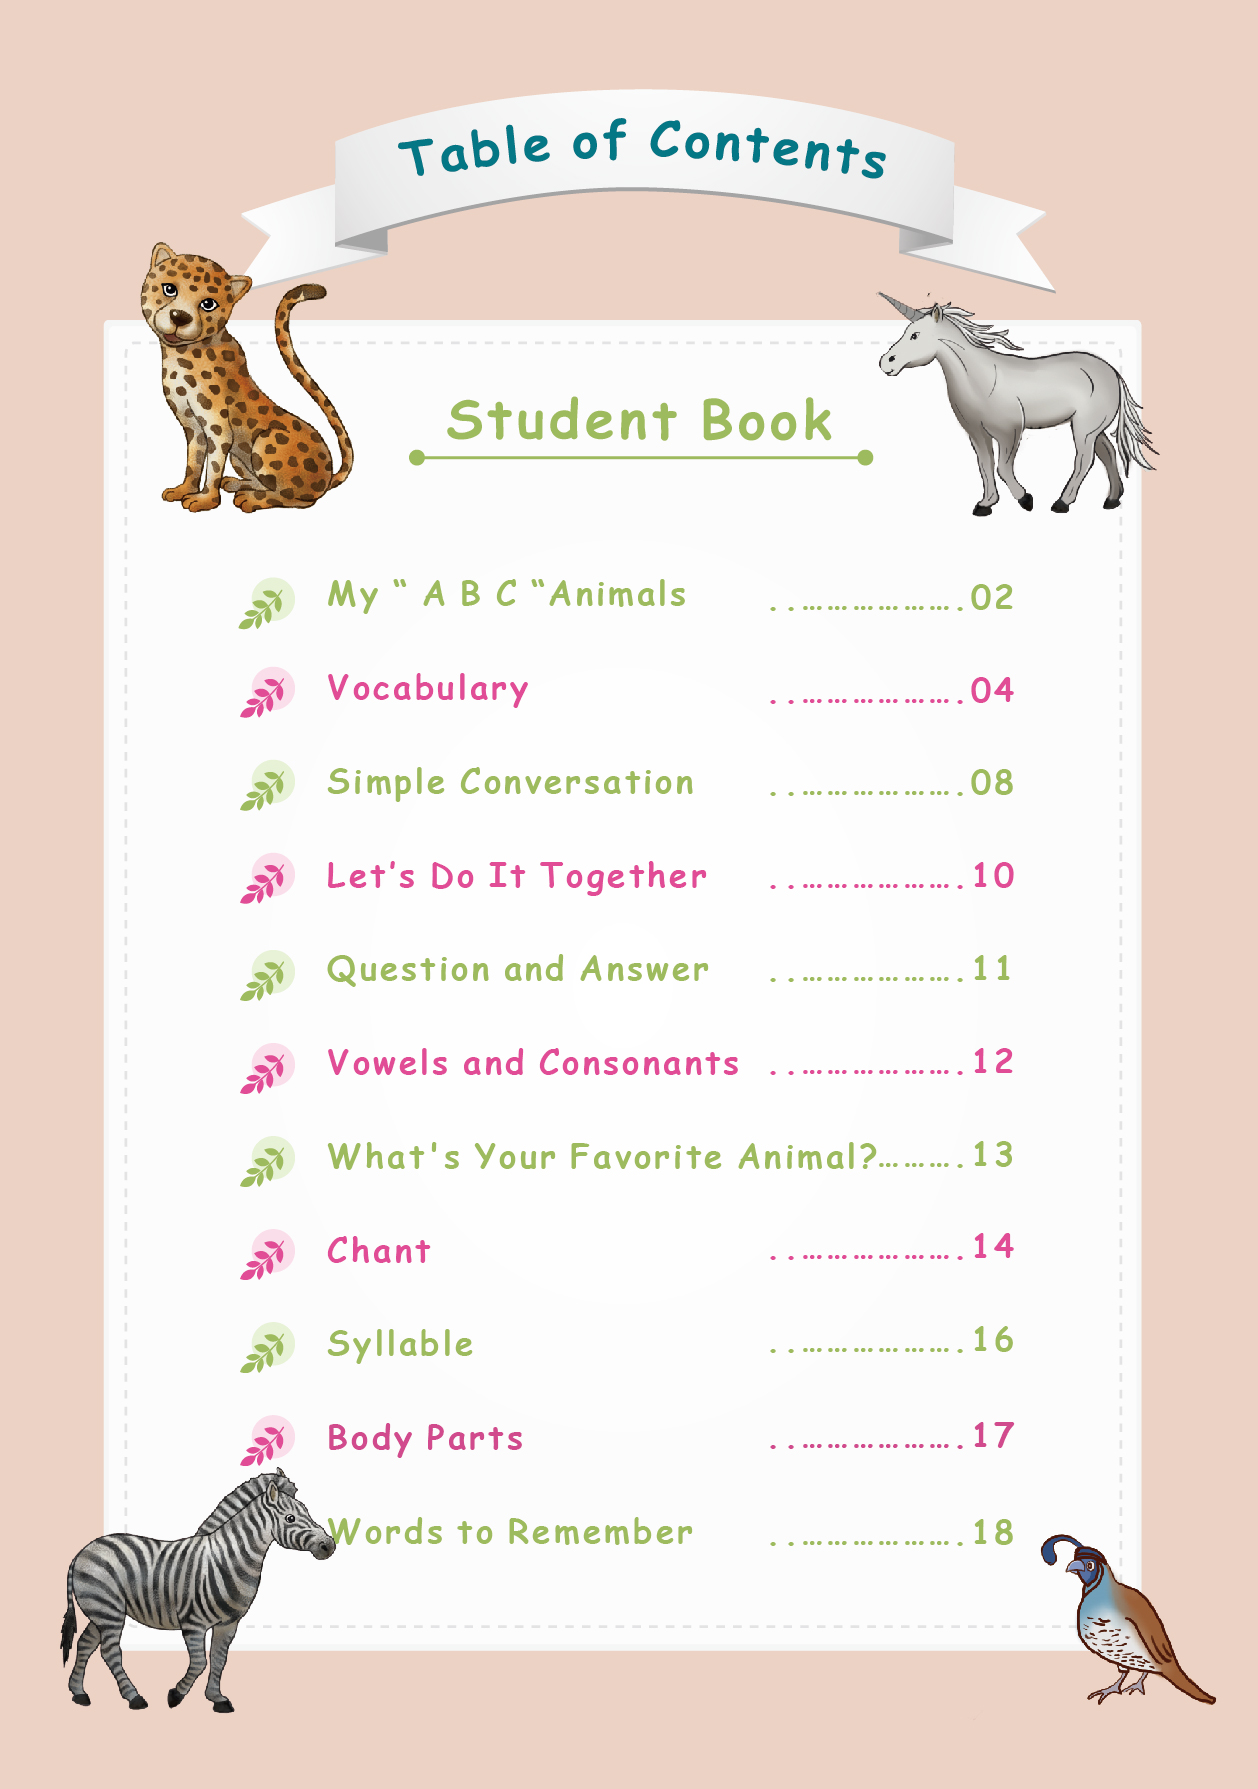 Table of Contents
Student Book
My “ A B C “Animals ..………………….02
Vocabulary ..………………….04
Simple Conversation ..………………….08
Let's Do It Together ..………………….10
Question and Answer ..………………….11
Vowels and Consonants ..………………….12
What's Your Favorite Animal?……….13
Chant ..………………….14
Syllable ..………………….16
Body Parts ..………………….17
Words to Remember ..………………….18